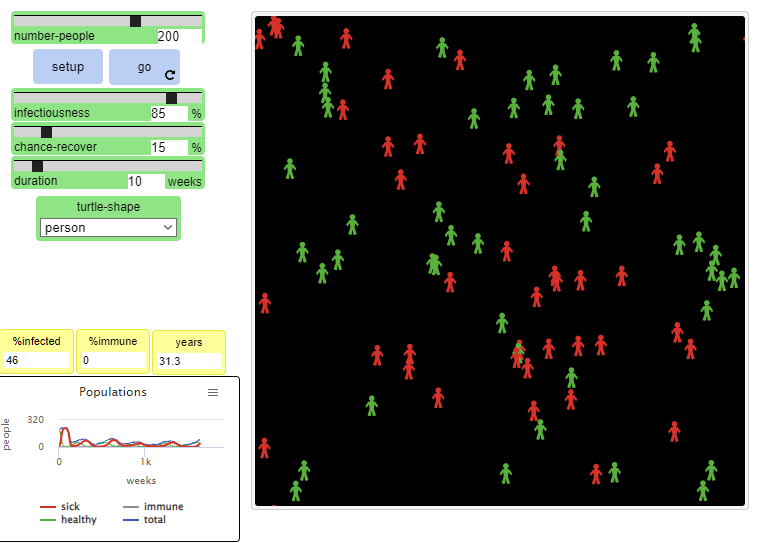 number-people 200
setup go
infectiousness 85 %
chance-recover 15 %
duration 10 weeks
turtle-shape
person
%infected %immune years
46 0 31.3
Populations
people
320
0
0 1k
weeks
sick immune
healthy total